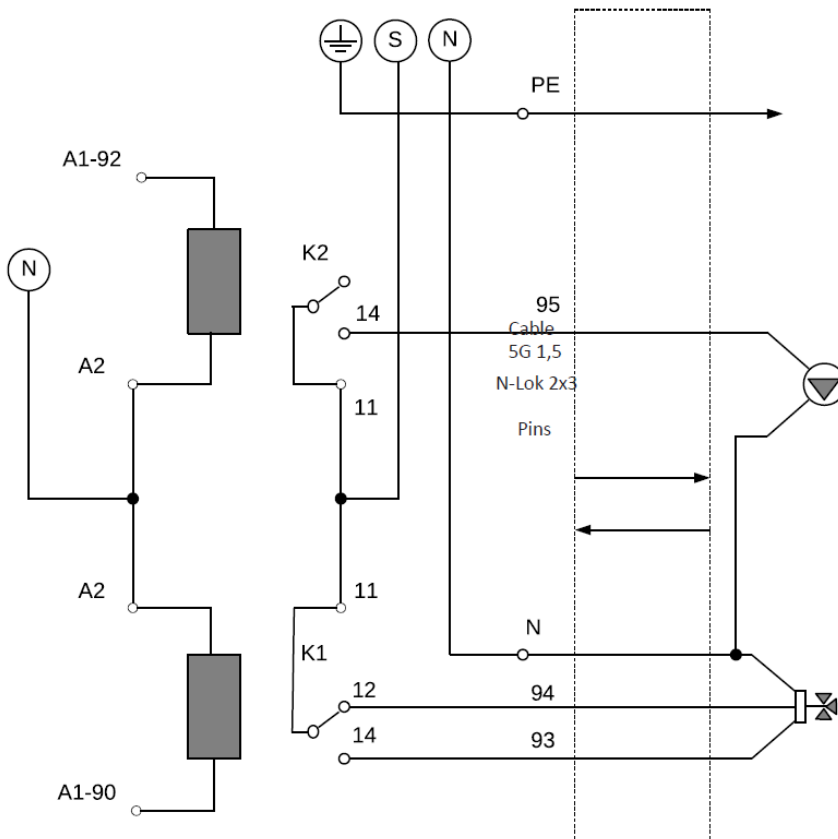 S
N
PE
A1-92
N
K2
14
95
Cable
5G 1,5
A2
N-Lok 2x3
11
Pins
A2
11
N
K1
12
94
14
93
A1-90